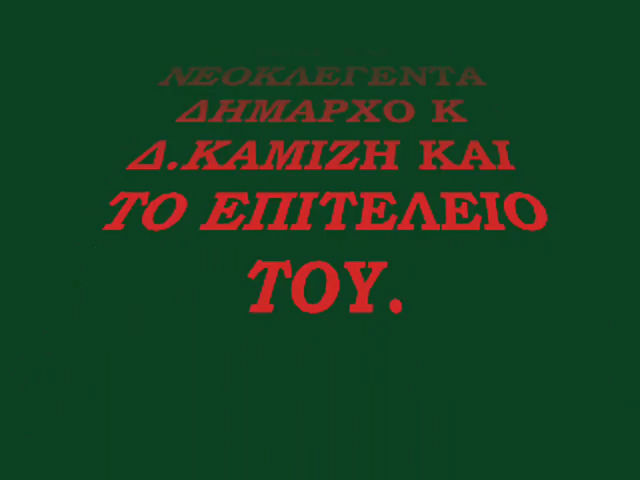 ΝΕΟΚΛΕΓΕΝΤΑ
ΔΗΜΑΡΧΟ Κ
Δ.ΚΑΜΙΖΗ ΚΑΙ
ΤΟ ΕΠΙΤΕΛΕΙΟ
ΤΟΥ.